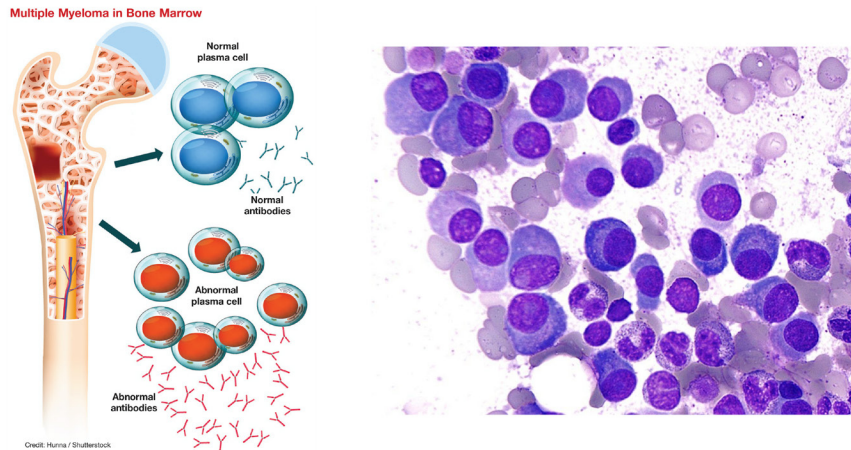 Multiple Myeloma in Bone Marrow
Normal
plasma cell
Normal
antibodies
Abnormal
plasma cell
Abnormal
antibodies
Credit: Hunna / Shutterstock